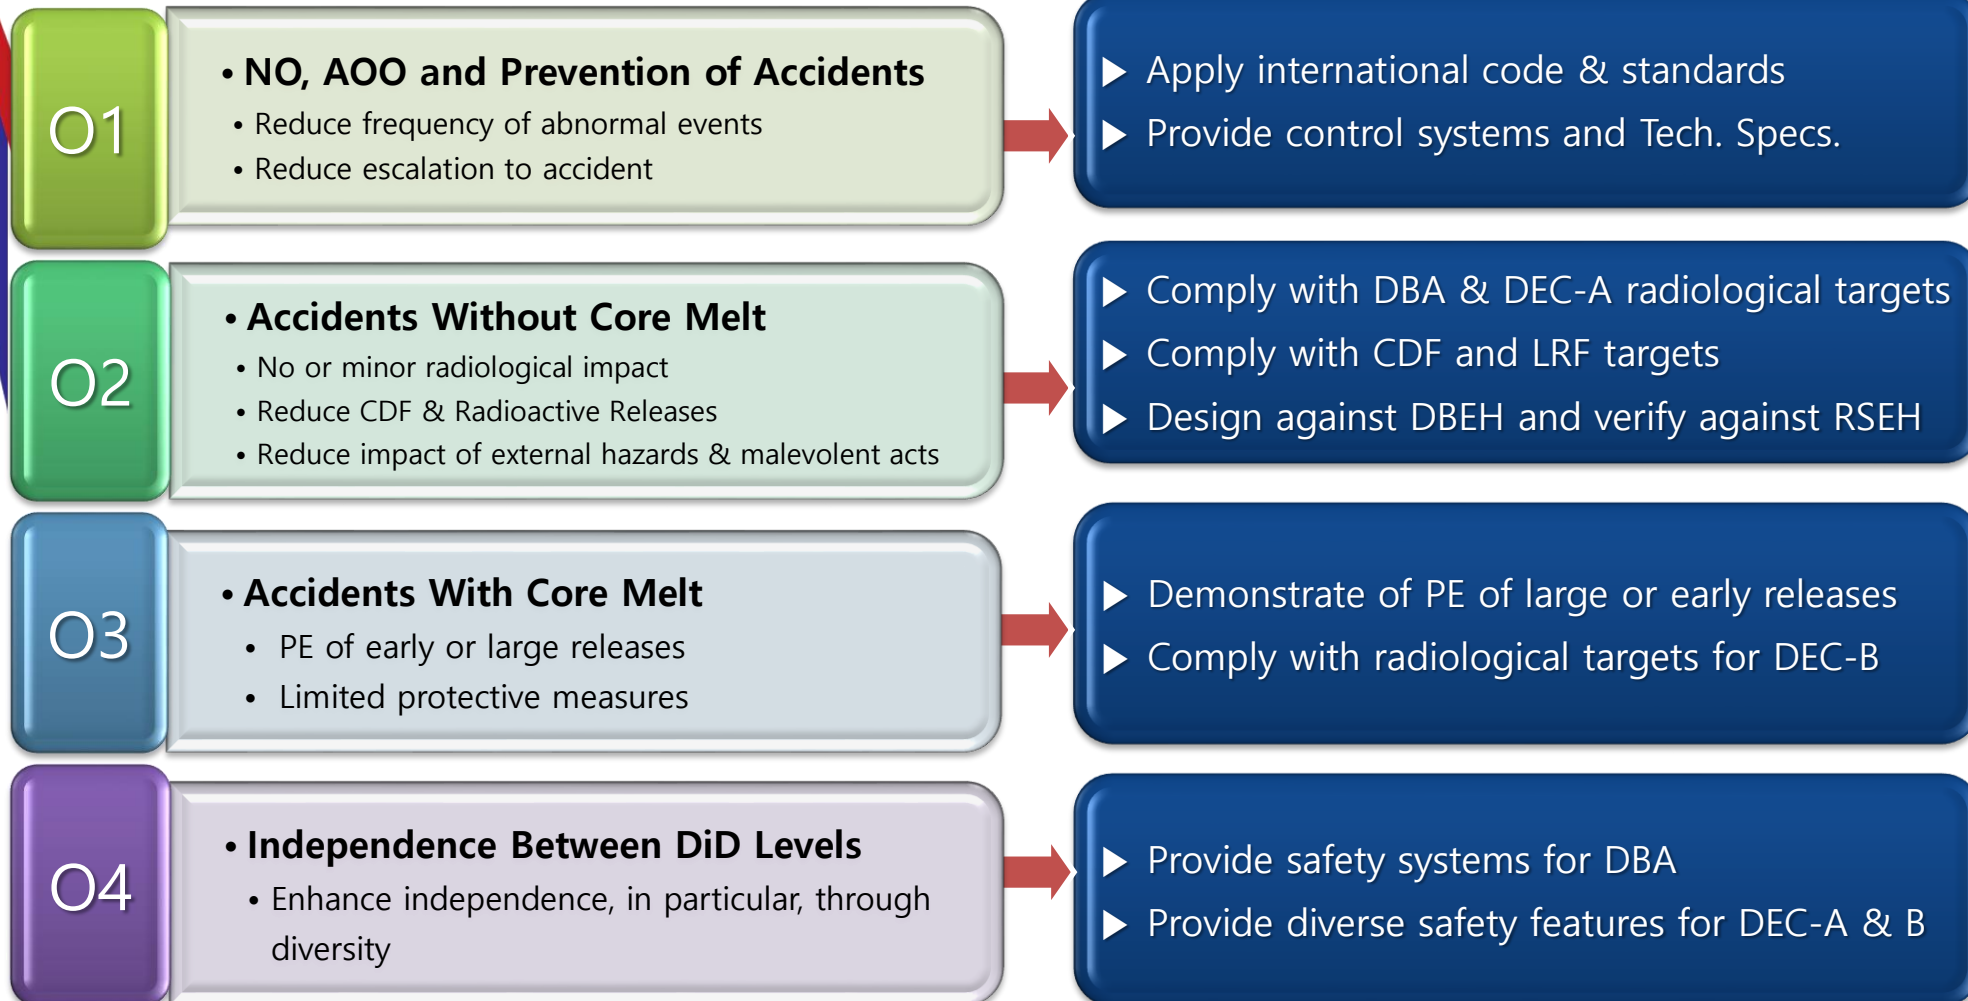 O1
• NO, AOO and Prevention of Accidents
• Reduce frequency of abnormal events
• Reduce escalation to accident
▶ Apply international code & standards
▶ Provide control systems and Tech. Specs.
O2
• Accidents Without Core Melt
• No or minor radiological impact
• Reduce CDF & Radioactive Releases
• Reduce impact of external hazards & malevolent acts
▶ Comply with DBA & DEC-A radiological targets
▶ Comply with CDF and LRF targets
▶ Design against DBEH and verify against RSEH
O3
• Accidents With Core Melt
• PE of early or large releases
• Limited protective measures
▶ Demonstrate of PE of large or early releases
▶ Comply with radiological targets for DEC-B
O4
• Independence Between DiD Levels
• Enhance independence, in particular, through
diversity
▶ Provide safety systems for DBA
▶ Provide diverse safety features for DEC-A & B